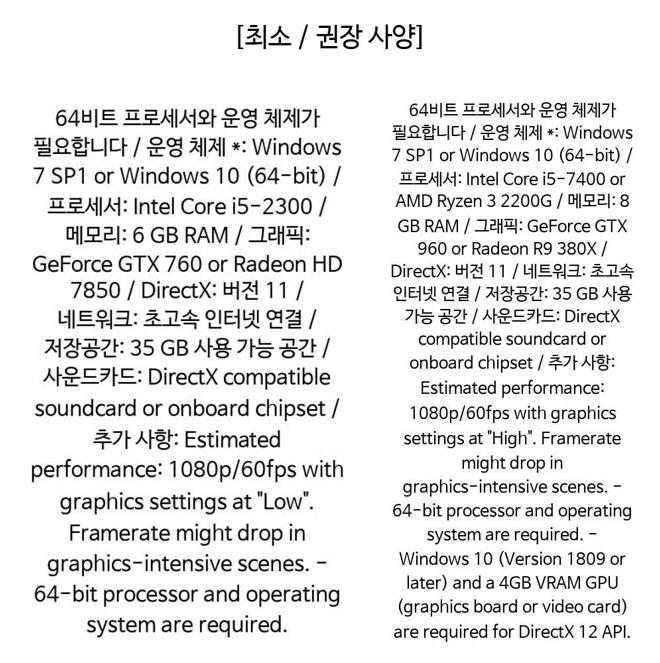 [최소 / 권장 사양]
64비트 프로세서와 운영 체제가
필요합니다 / 운영 체제 *: Windows
7 SP1 or Windows 10 (64-bit) /
프로세서: Intel Core i5-2300 /
메모리: 6 GB RAM / 그래픽:
GeForce GTX 760 or Radeon HD
7850 / DirectX: 버전 11 /
네트워크: 초고속 인터넷 연결 /
저장공간: 35 GB 사용 가능 공간 /
사운드카드: DirectX compatible
soundcard or onboard chipset /
추가 사항: Estimated
performance: 1080p/60fps with
graphics settings at "Low".
Framerate might drop in
graphics-intensive scenes. -
64-bit processor and operating
system are required.
64비트 프로세서와 운영 체제가
필요합니다 / 운영 체제 *: Windows
7 SP1 or Windows 10 (64-bit) /
프로세서: Intel Core i5-7400 or
AMD Ryzen 3 2200G / 메모리: 8
GB RAM / 그래픽: GeForce GTX
960 or Radeon R9 380X /
DirectX: 버전 11 / 네트워크: 초고속
인터넷 연결 / 저장공간: 35 GB 사용
가능 공간 / 사운드카드: DirectX
compatible soundcard or
onboard chipset / 추가 사항:
Estimated performance:
1080p/60fps with graphics
settings at "High". Framerate
might drop in
graphics-intensive scenes. -
64-bit processor and operating
system are required. -
Windows 10 (Version 1809 or
later) and a 4GB VRAM GPU
(graphics board or video card)
are required for DirectX 12 API.